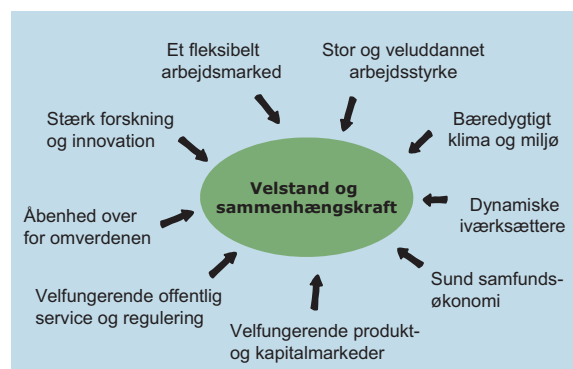 Et fleksibelt
arbejdsmarked
Stor og veluddannet
arbejdsstyrke
Stærk forskning
og innovation
Bæredygtigt
klima og miljø
Velstand og
sammenhængskraft
Åbenhed over
for omverdenen
Dynamiske
iværksættere
Velfungerende offentlig
service og regulering
Sund samfunds-
økonomi
Velfungerende produkt-
og kapitalmarkeder